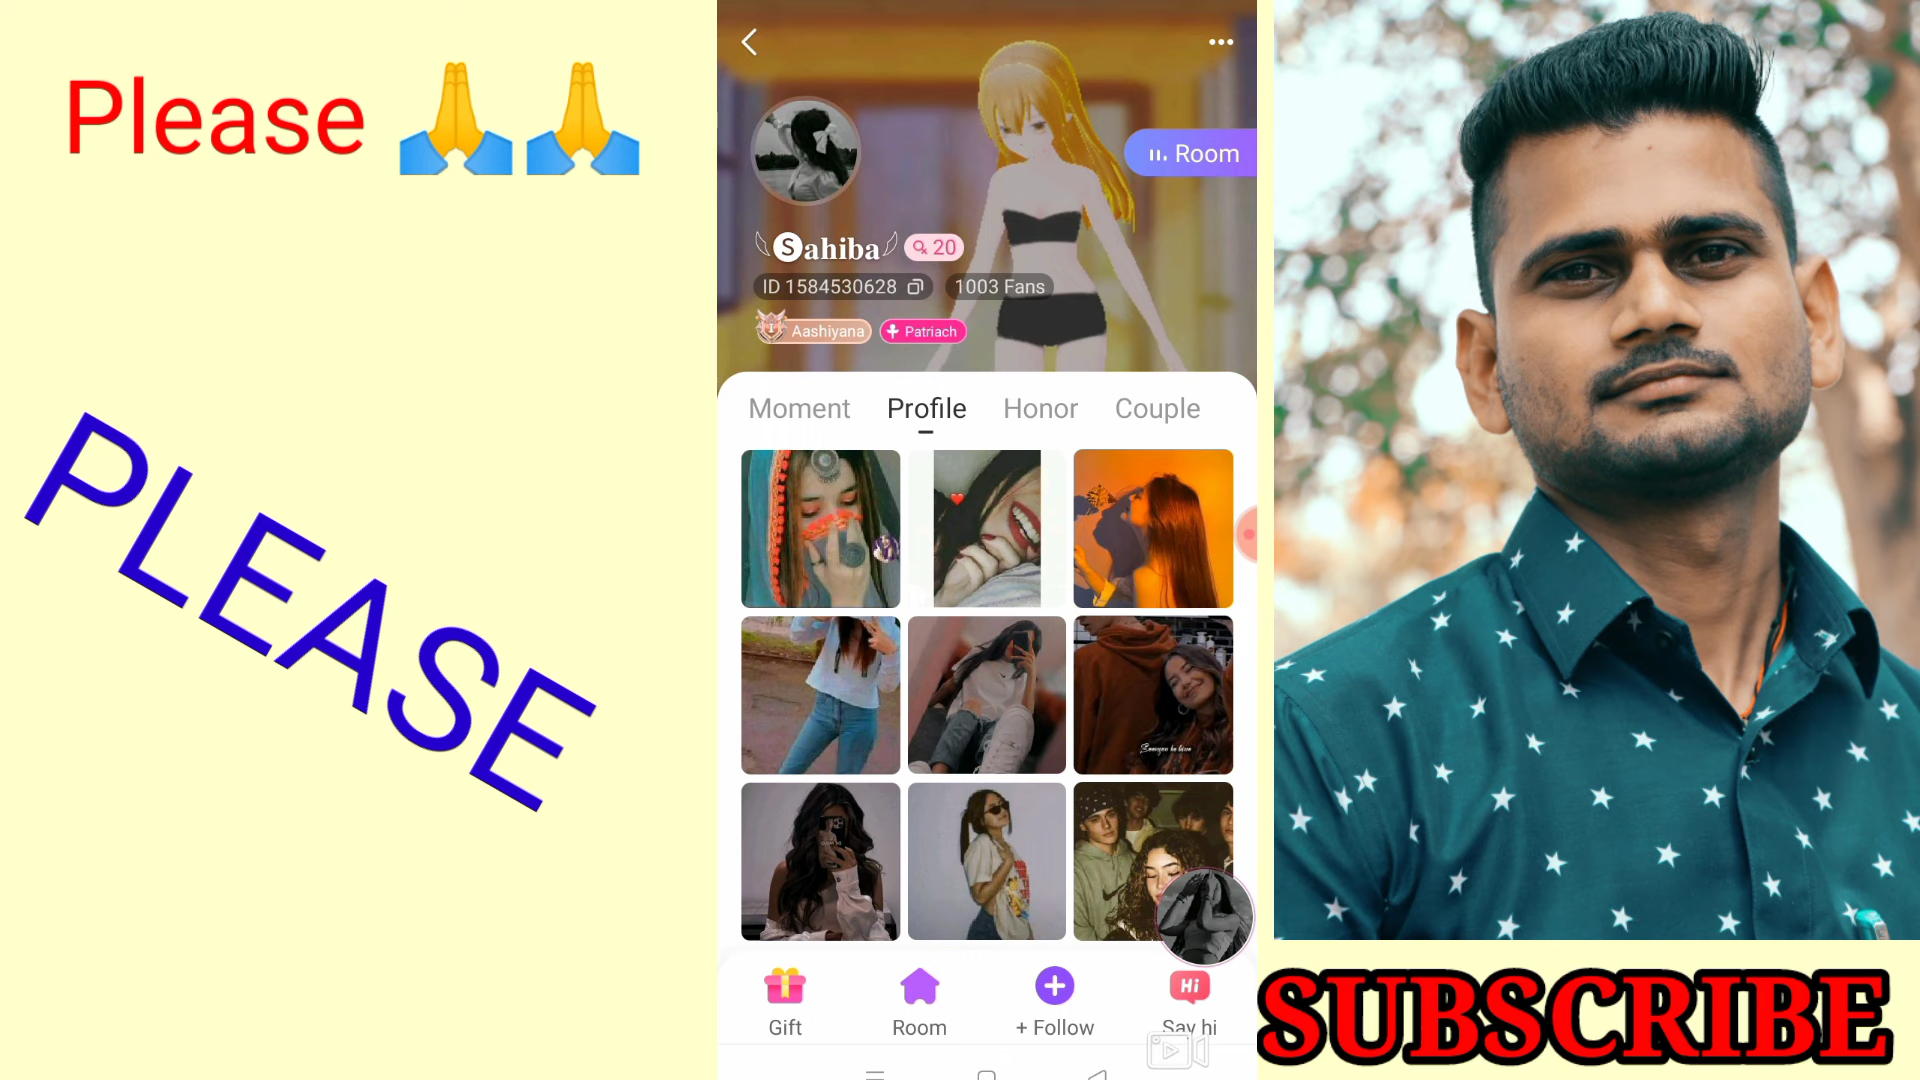 Please 🙏🙏
PLEASE
Room
Sahiba 20
ID 1584530628 1003 Fans
I Aashiyana Patriach
Moment Profile Honor Couple
Gift Room + Follow Say hi
Hi
SUBSCRIBE